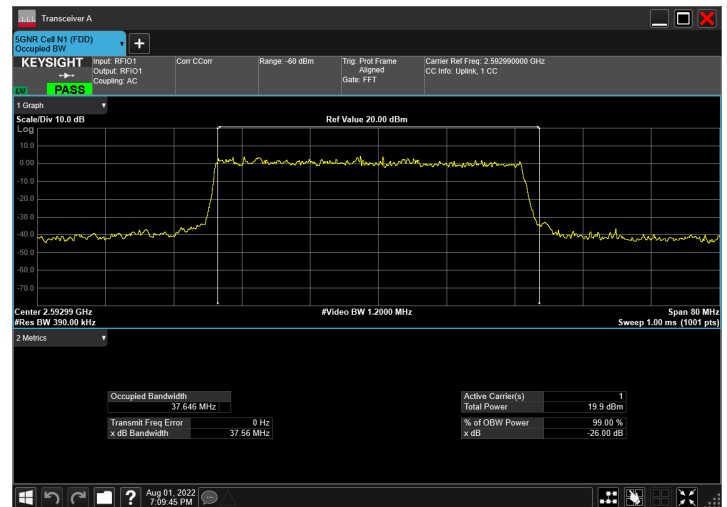 Transceiver A
5GNR Cell N1 (FDD)
Occupied BW
KEYSIGHT
LXI
PASS
Input: RFIO1
Output: RFIO1
Coupling: AC
Corr CCorr
Range: -60 dBm
Trig: Prot Frame
Aligned
Gate: FFT
Carrier Ref Freq: 2.592990000 GHz
CC Info: Uplink, 1 CC
1 Graph
Scale/Div 10.0 dB
Ref Value 20.00 dBm
Log
10.0
0.00
-10.0
-20.0
-30.0
-40.0
-50.0
-60.0
-70.0
Center 2.59299 GHz
#Video BW 1.2000 MHz
Span 80 MHz
#Res BW 390.00 kHz
Sweep 1.00 ms (1001 pts)
2 Metrics
Occupied Bandwidth
37.646 MHz
Transmit Freq Error 0 Hz
x dB Bandwidth 37.56 MHz
Active Carrier(s) 1
Total Power 19.9 dBm
% of OBW Power 99.00 %
x dB -26.00 dB
Aug 01, 2022
7:09:45 PM